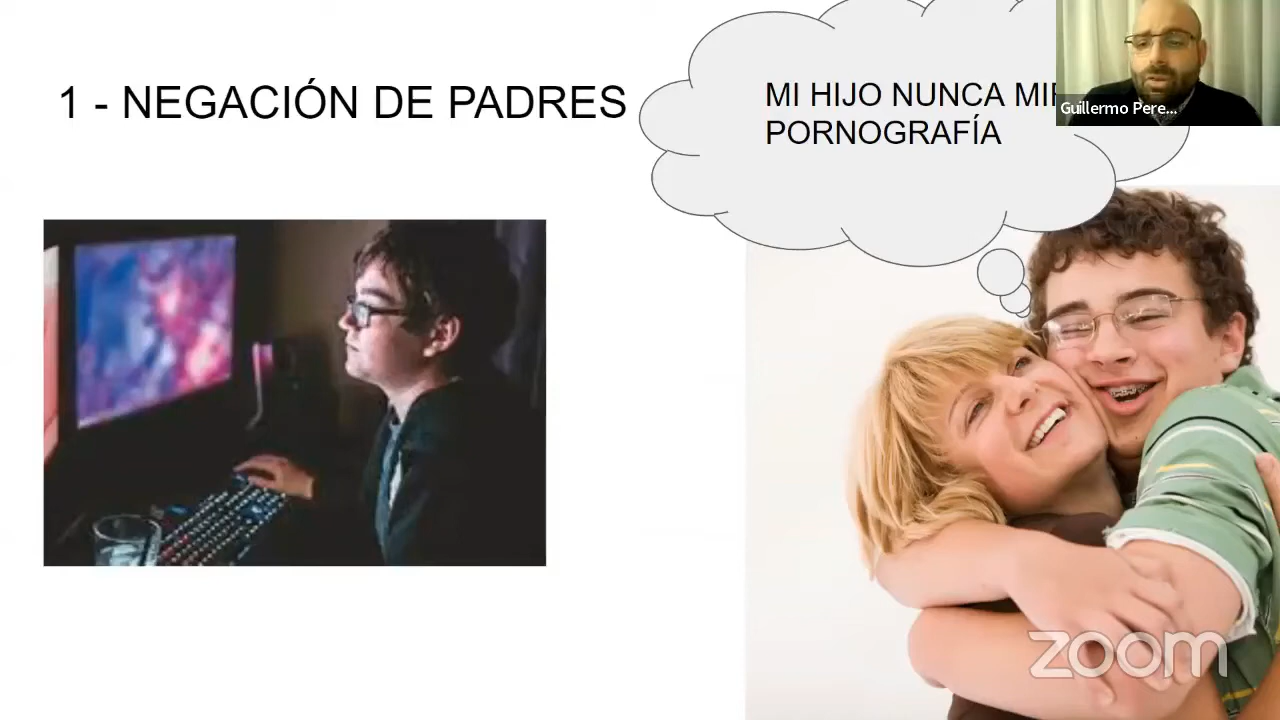 1 - NEGACIÓN DE PADRES
MI HIJO NUNCA
PORNOGRAFÍA
Guillermo Pere...
zoom